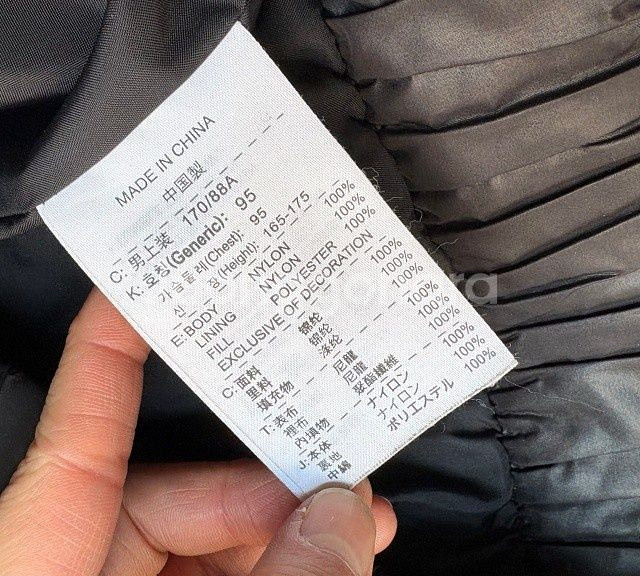 MADE IN CHINA
中国製
C: 男上装 170/88A
K: 호칭(Generic): 95
가슴둘레(Chest): 95
신 장(Height): 165-175
E: BODY NYLON 100%
LINING NYLON 100%
FILL POLYESTER 100%
EXCLUSIVE OF DECORATION
C: 面料 锦纶 100%
里料 锦纶 100%
填充物 涤纶 100%
T: 表布 尼龍 100%
裡布 尼龍 100%
內填物 聚酯纖維 100%
J: 本体 ナイロン 100%
裏地 ナイロン 100%
中綿 ポリエステル 100%